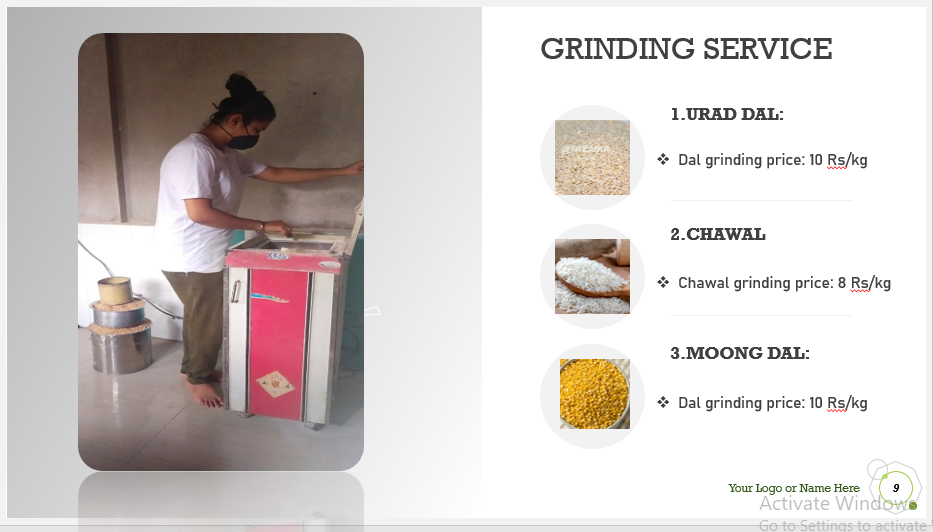 GRINDING SERVICE
1.URAD DAL:
❖ Dal grinding price: 10 Rs/kg
2.CHAWAL
❖ Chawal grinding price: 8 Rs/kg
3.MOONG DAL:
❖ Dal grinding price: 10 Rs/kg
Your Logo or Name Here
9
Activate Windows
Go to Settings to activate